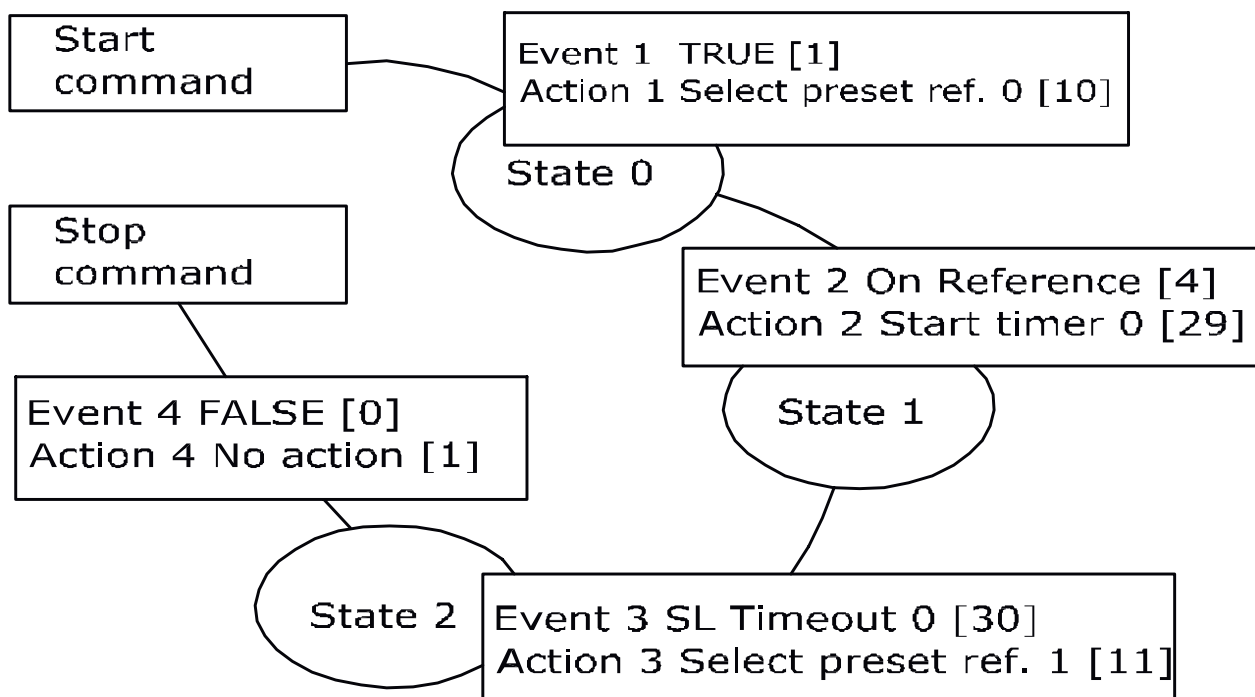 Start
command
Event 1 TRUE [1]
Action 1 Select preset ref. 0 [10]
State 0
Stop
command
Event 2 On Reference [4]
Action 2 Start timer 0 [29]
State 1
Event 4 FALSE [0]
Action 4 No action [1]
State 2
Event 3 SL Timeout 0 [30]
Action 3 Select preset ref. 1 [11]